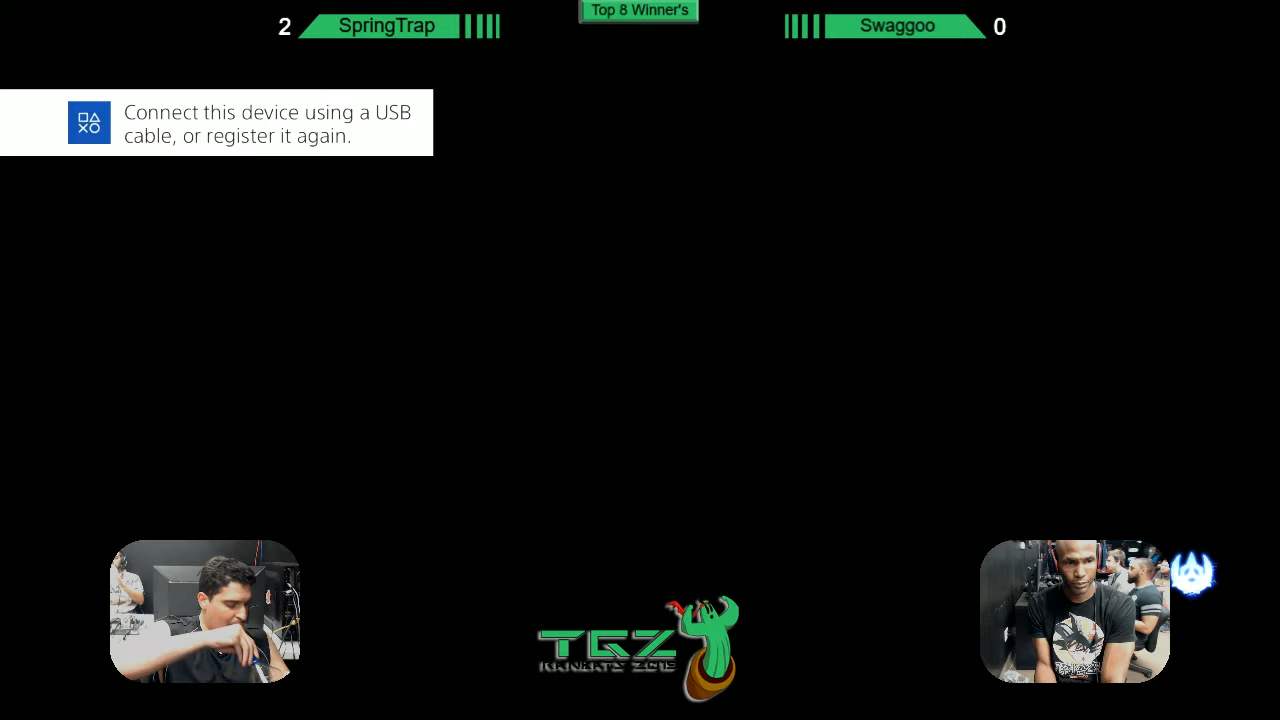 Top 8 Winner's
2 SpringTrap
Swaggoo 0
Connect this device using a USB
cable, or register it again.
TGZ